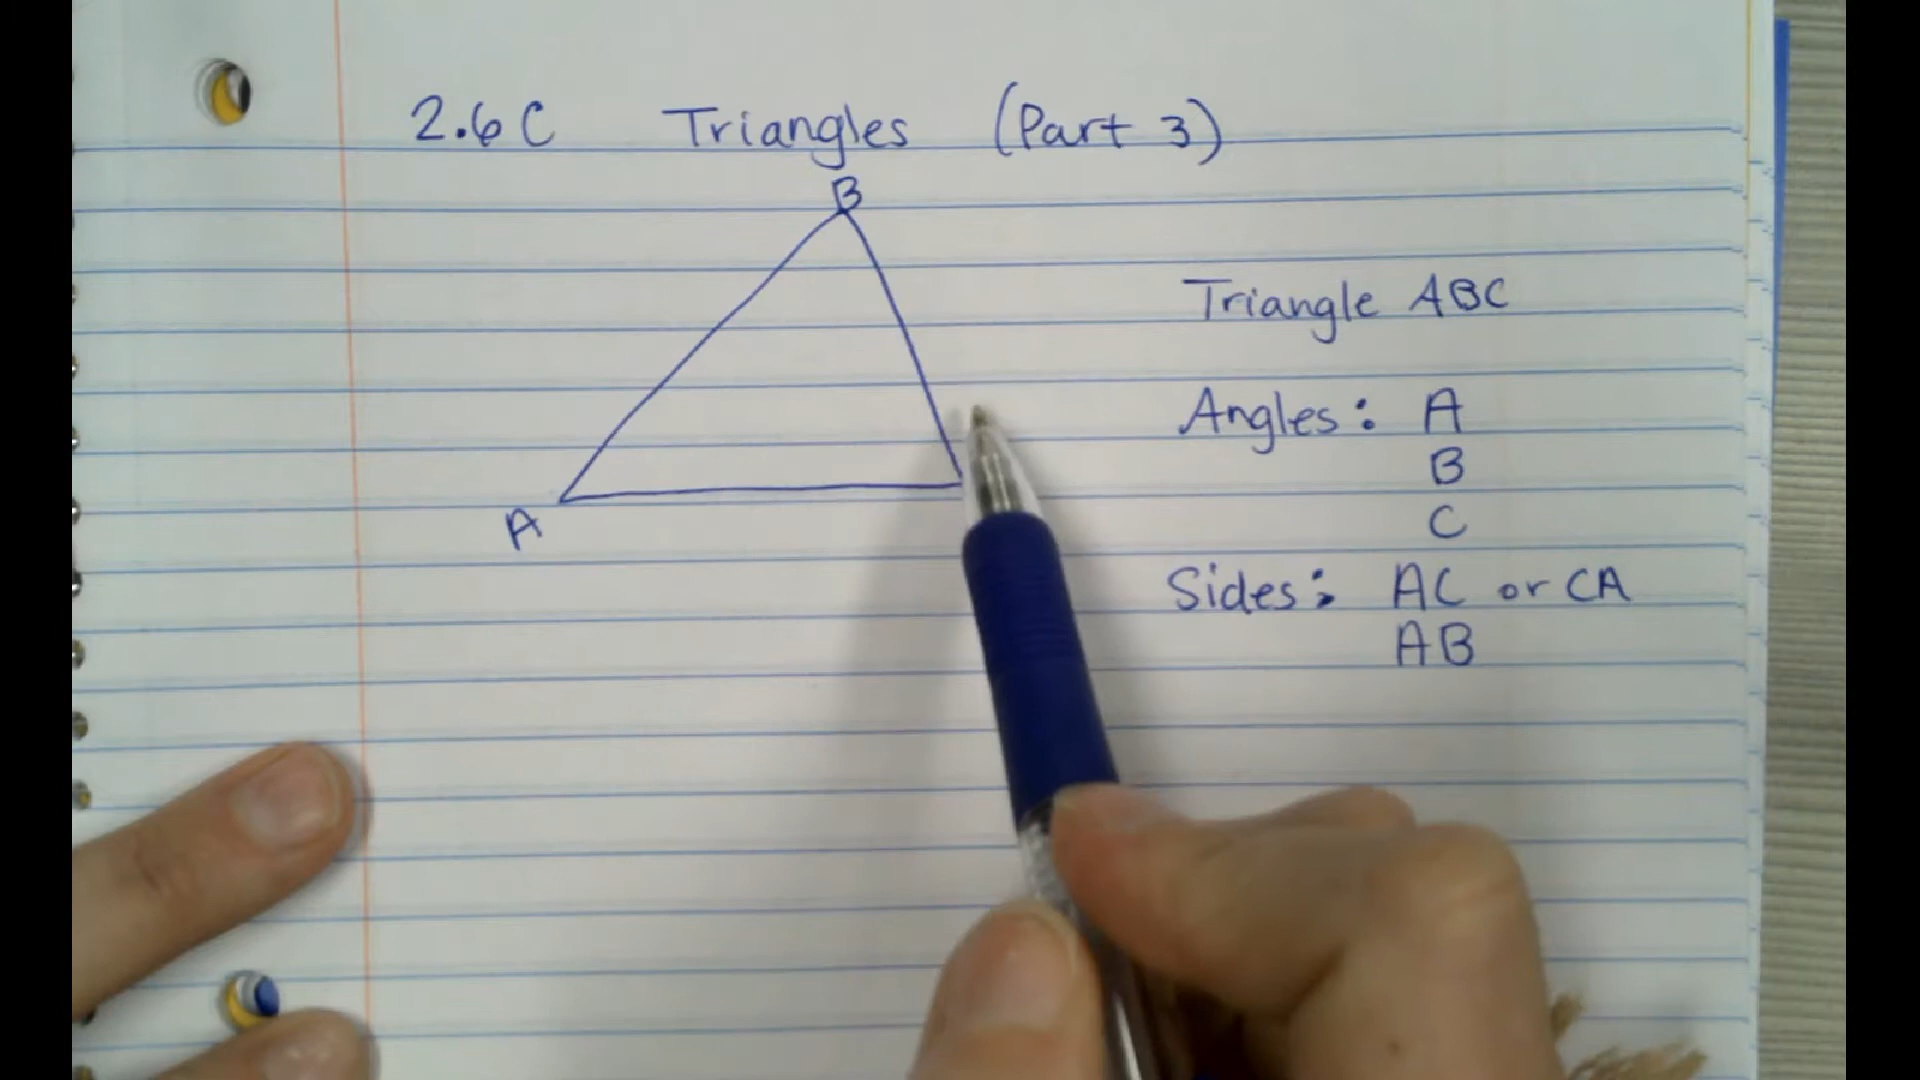 2.6C Triangles (Part 3)
B
Triangle ABC
Angles: A
B
C
A
Sides: AC or CA
AB